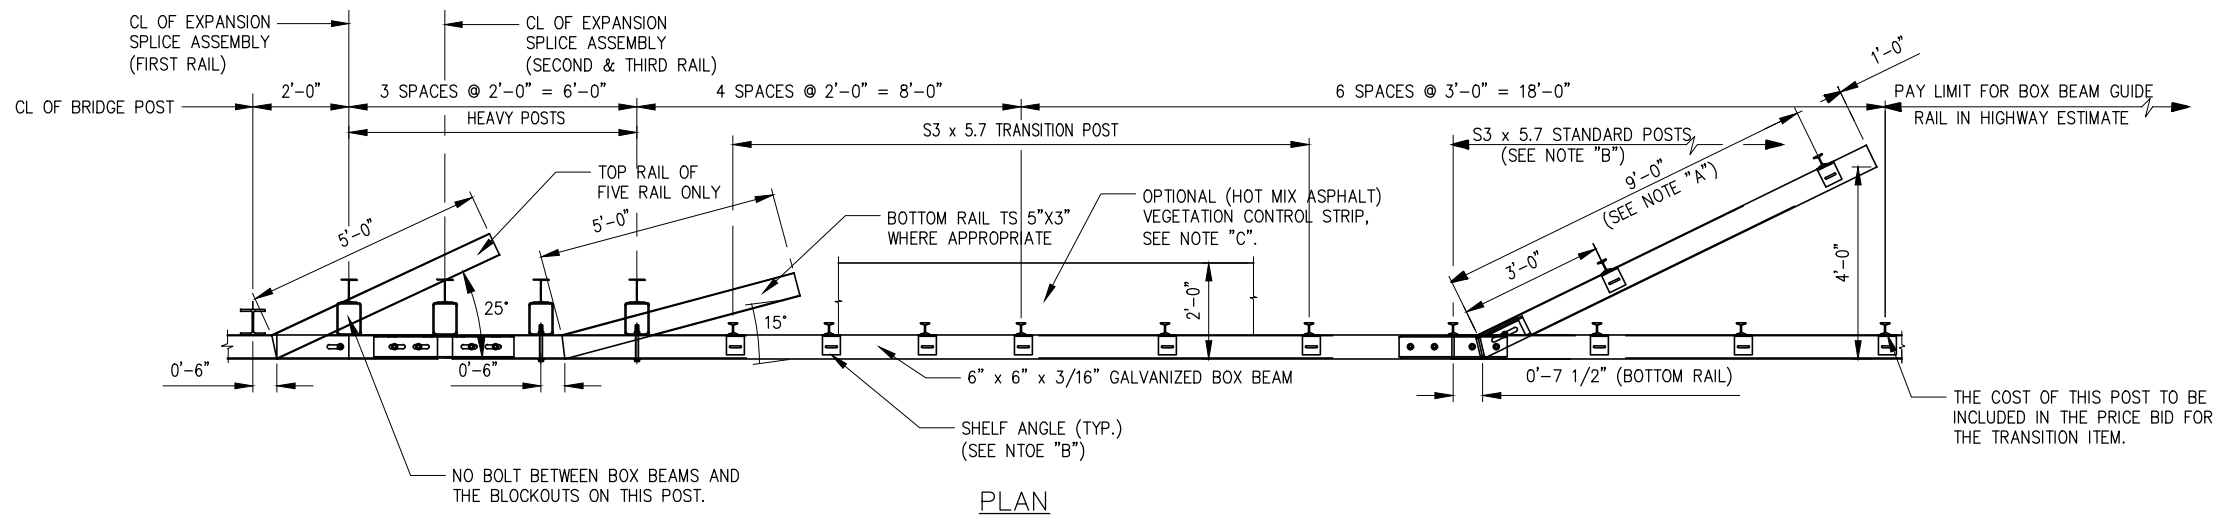 CL OF EXPANSION
SPLICE ASSEMBLY
(FIRST RAIL)
CL OF EXPANSION
SPLICE ASSEMBLY
(SECOND & THIRD RAIL)
CL OF BRIDGE POST
2'-0"
3 SPACES @ 2'-0" = 6'-0"
HEAVY POSTS
4 SPACES @ 2'-0" = 8'-0"
6 SPACES @ 3'-0" = 18'-0"
1'-0"
PAY LIMIT FOR BOX BEAM GUIDE
RAIL IN HIGHWAY ESTIMATE
S3 x 5.7 TRANSITION POST
S3 x 5.7 STANDARD POSTS
(SEE NOTE "B")
TOP RAIL OF
FIVE RAIL ONLY
5'-0"
5'-0"
BOTTOM RAIL TS 5"X3"
WHERE APPROPRIATE
OPTIONAL (HOT MIX ASPHALT)
VEGETATION CONTROL STRIP,
SEE NOTE "C".
9'-0"
(SEE NOTE "A")
3'-0"
4'-0"
2'-0"
25°
15°
0'-6"
0'-6"
6" x 6" x 3/16" GALVANIZED BOX BEAM
0'-7 1/2" (BOTTOM RAIL)
SHELF ANGLE (TYP.)
(SEE NTOE "B")
THE COST OF THIS POST TO BE
INCLUDED IN THE PRICE BID FOR
THE TRANSITION ITEM.
NO BOLT BETWEEN BOX BEAMS AND
THE BLOCKOUTS ON THIS POST.
PLAN